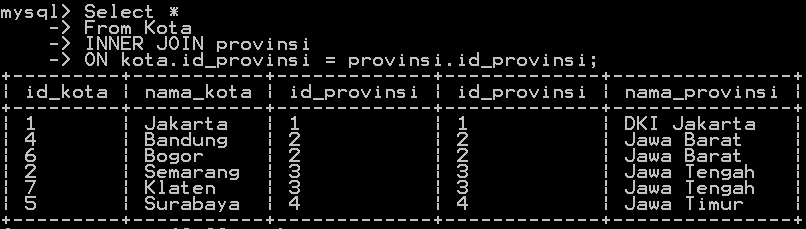 mysql> Select *
    -> From Kota
    -> INNER JOIN provinsi
    -> ON kota.id_provinsi = provinsi.id_provinsi;
+---------+-----------+-------------+-------------+---------------+
| id_kota | nama_kota | id_provinsi | id_provinsi | nama_provinsi |
+---------+-----------+-------------+-------------+---------------+
| 1       | Jakarta   | 1           | 1           | DKI Jakarta   |
| 4       | Bandung   | 2           | 2           | Jawa Barat    |
| 6       | Bogor     | 2           | 2           | Jawa Barat    |
| 2       | Semarang  | 3           | 3           | Jawa Tengah   |
| 7       | Klaten    | 3           | 3           | Jawa Tengah   |
| 5       | Surabaya  | 4           | 4           | Jawa Timur    |
+---------+-----------+-------------+-------------+---------------+